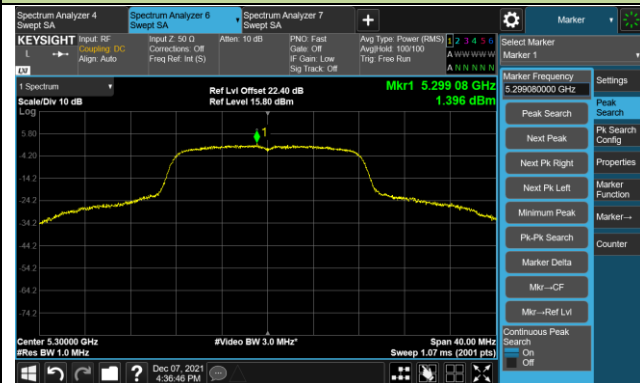 Spectrum Analyzer 4
Swept SA
Spectrum Analyzer 6
Swept SA
Spectrum Analyzer 7
Swept SA
Marker
KEYSIGHT
L
LXI
Input: RF
Coupling: DC
Align: Auto
Input Z: 50 Ω
Corrections: Off
Freq Ref: Int (S)
Atten: 10 dB
PNO: Fast
Gate: Off
IF Gain: Low
Sig Track: Off
Avg Type: Power (RMS)
Avg|Hold: 100/100
Trig: Free Run
1 2 3 4 5 6
A W W W W W
A N N N N N
Select Marker
Marker 1
1 Spectrum
Scale/Div 10 dB
Log
Ref Lvl Offset 22.40 dB
Ref Level 15.80 dBm
Mkr1 5.299 08 GHz
1.396 dBm
5.80
-4.20
-14.2
-24.2
-34.2
-44.2
-54.2
-64.2
-74.2
1
Center 5.30000 GHz
#Res BW 1.0 MHz
#Video BW 3.0 MHz*
Span 40.00 MHz
Sweep 1.07 ms (2001 pts)
Marker Frequency
5.299080000 GHz
Peak Search
Next Peak
Next Pk Right
Next Pk Left
Minimum Peak
Pk-Pk Search
Marker Delta
Mkr→CF
Mkr→Ref Lvl
Continuous Peak
Search
On
Off
Settings
Peak
Search
Pk Search
Config
Properties
Marker
Function
Marker→
Counter
?
Dec 07, 2021
4:36:46 PM